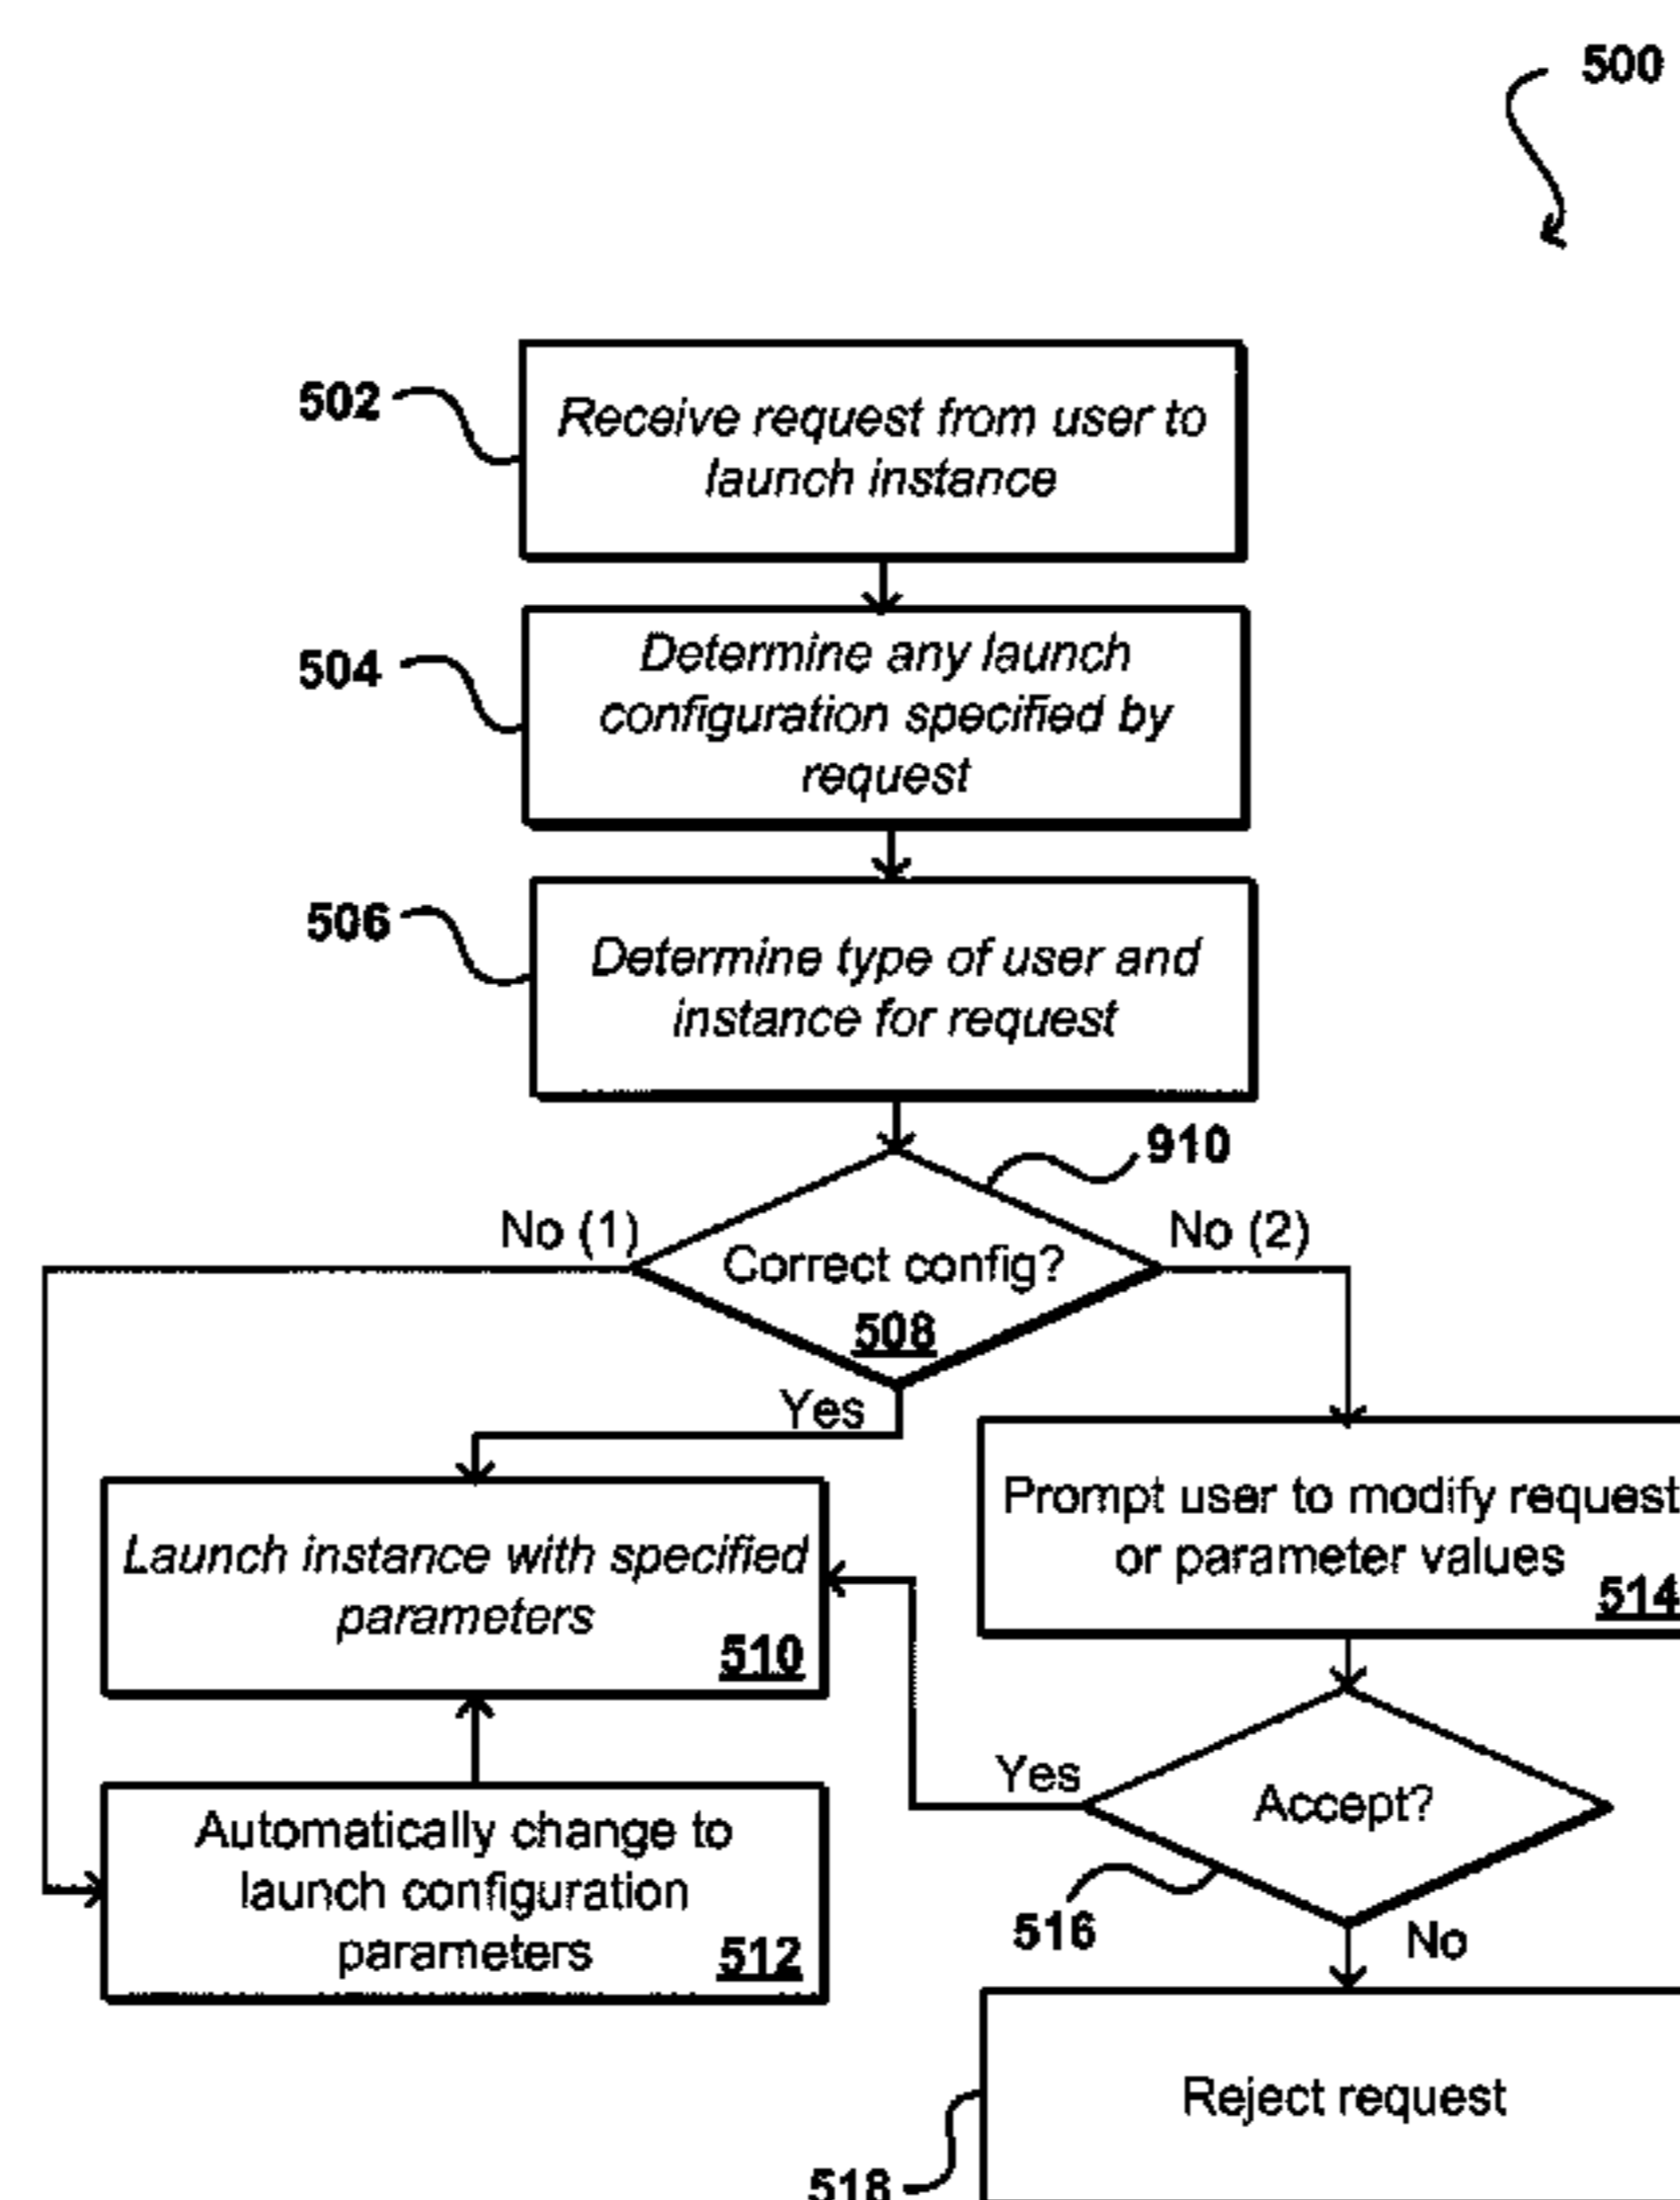 500
502
Receive request from user to
launch instance
504
Determine any launch
configuration specified by
request
506
Determine type of user and
instance for request
910
No (1)
Correct config?
508
No (2)
Yes
Launch instance with specified
parameters
510
Prompt user to modify request
or parameter values
514
Yes
Accept?
516
No
Automatically change to
launch configuration
parameters
512
Reject request
518